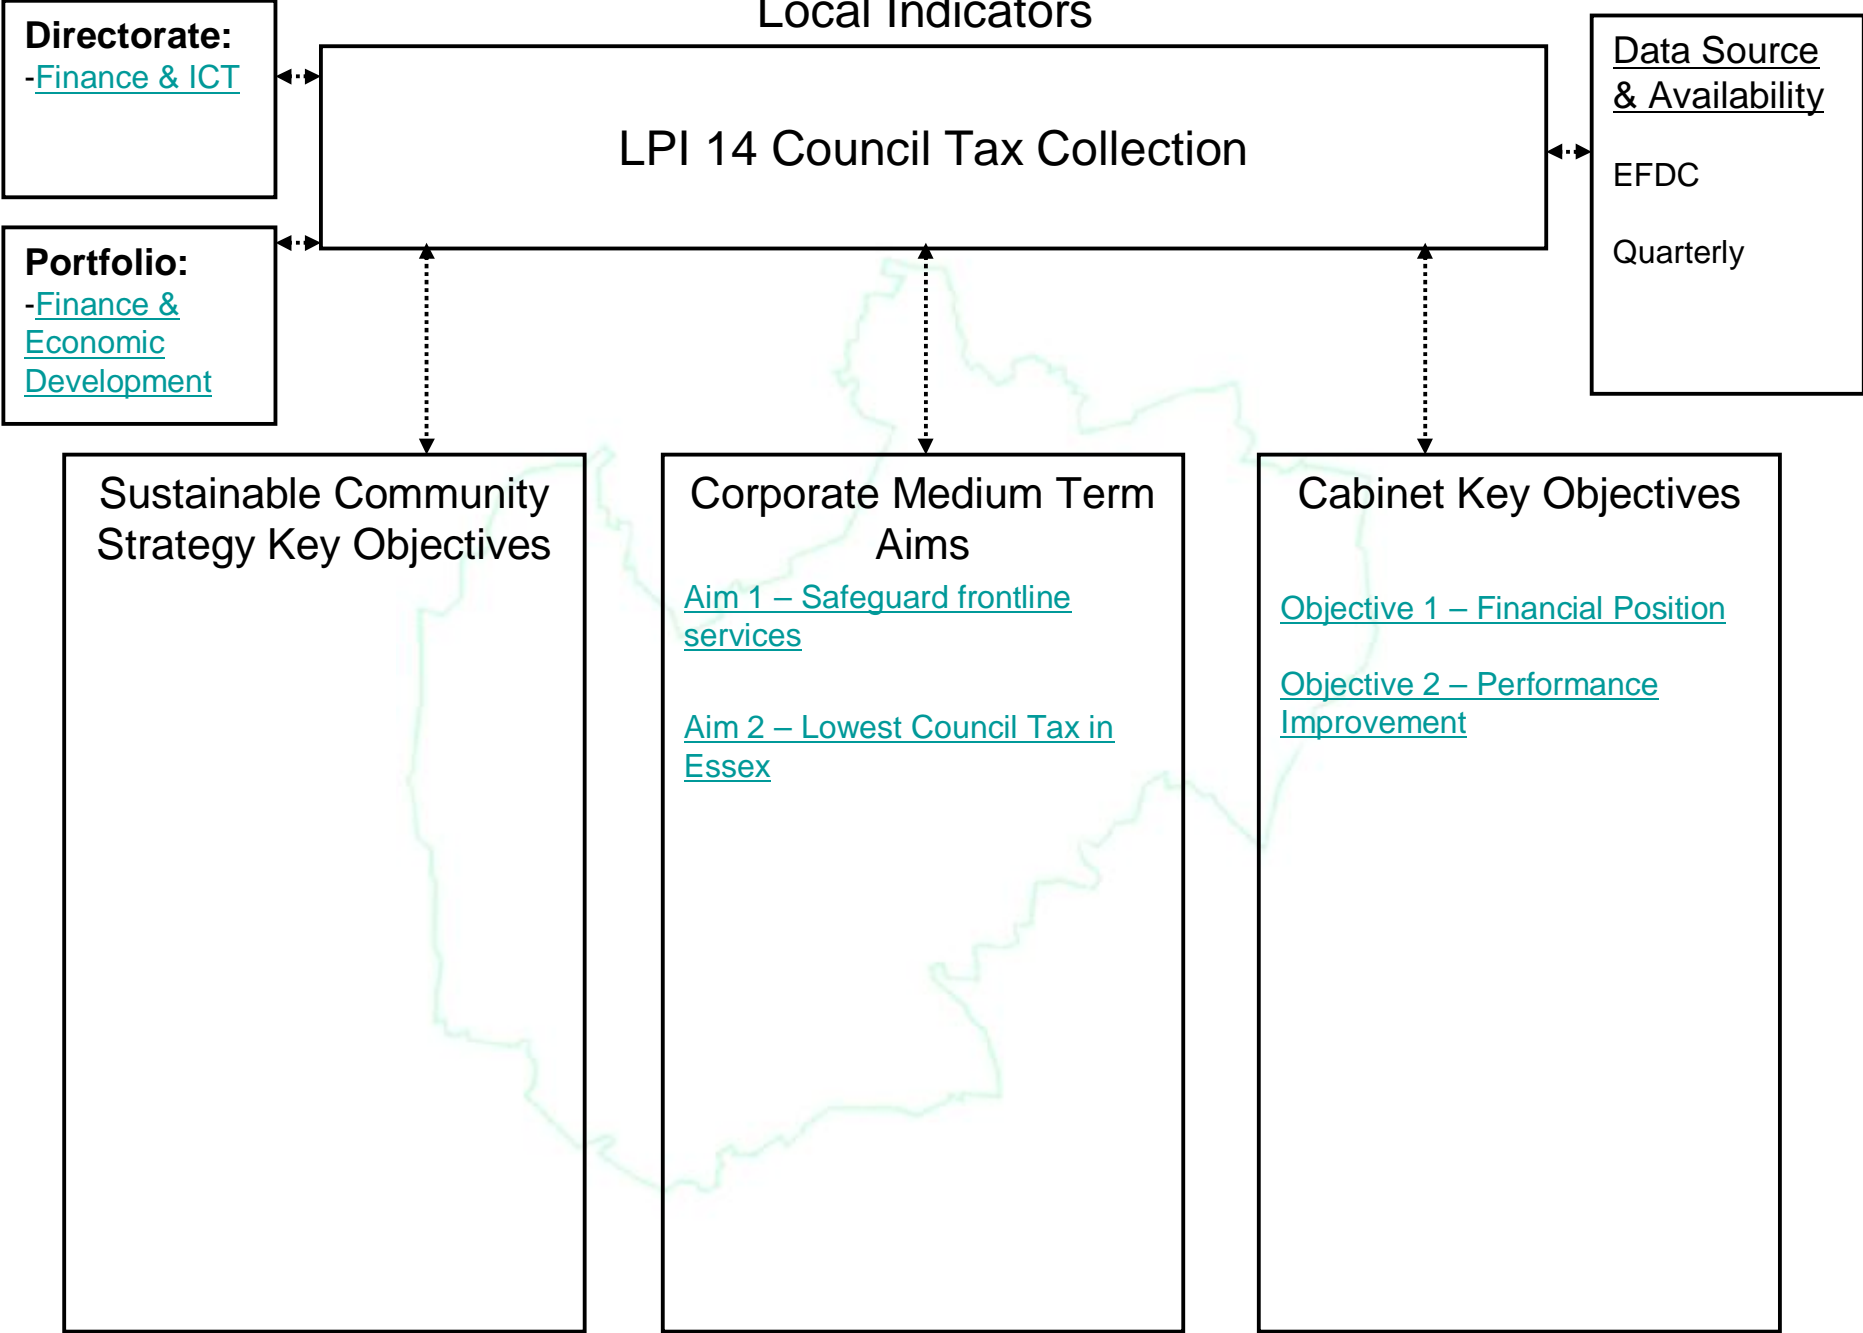 Local Indicators
Directorate:
-Finance & ICT
LPI 14 Council Tax Collection
Data Source
& Availability
EFDC
Quarterly
Portfolio:
-Finance &
Economic
Development
Sustainable Community
Strategy Key Objectives
Corporate Medium Term
Aims
Aim 1 – Safeguard frontline
services
Aim 2 – Lowest Council Tax in
Essex
Cabinet Key Objectives
Objective 1 – Financial Position
Objective 2 – Performance
Improvement